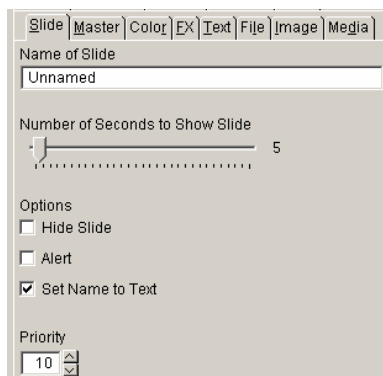 Slide Master Color FX Text File Image Media
Name of Slide
Unnamed
Number of Seconds to Show Slide
5
Options
Hide Slide
Alert
Set Name to Text
Priority
10